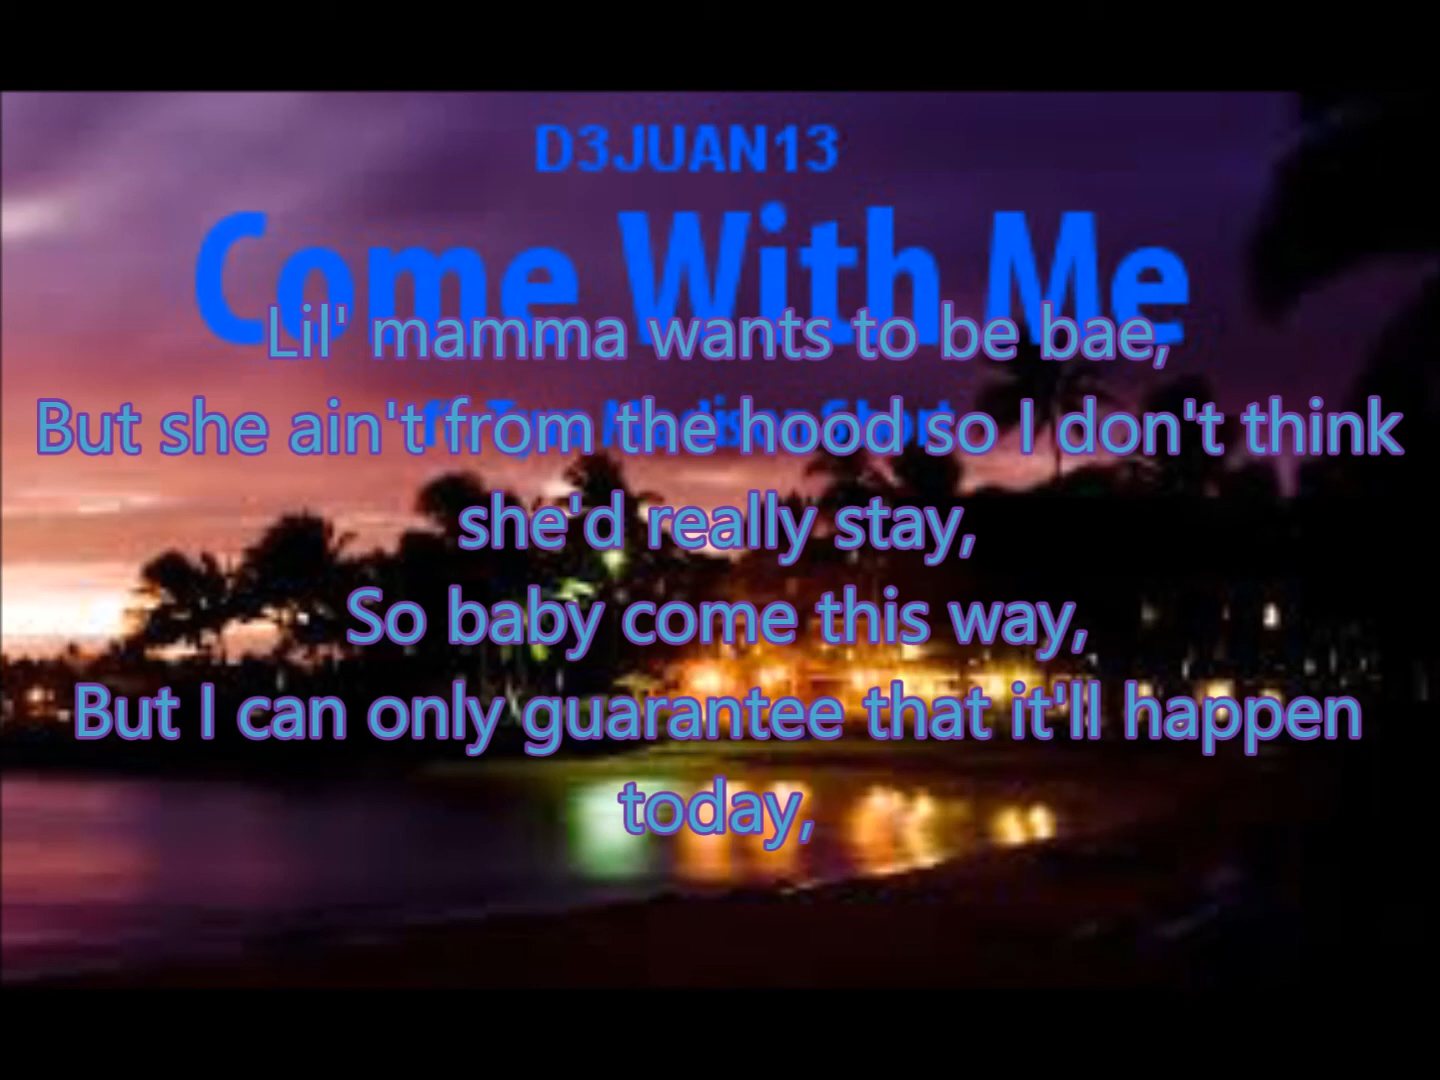 D3JUAN13
Come With Me
Lil' mamma wants to be bae,
But she ain't from the hood so I don't think
she'd really stay,
So baby come this way,
But I can only guarantee that it'll happen
today,